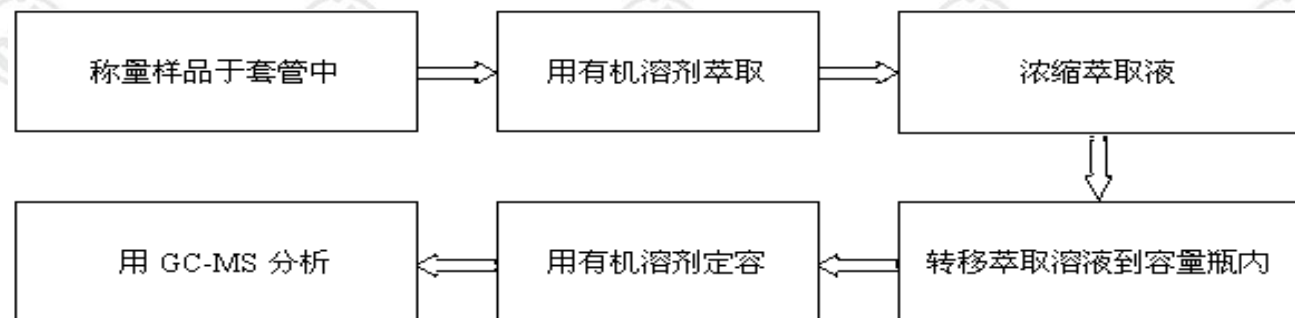 称量样品于套管中
用有机溶剂萃取
浓缩萃取液
转移萃取溶液到容量瓶内
用有机溶剂定容
用 GC-MS 分析